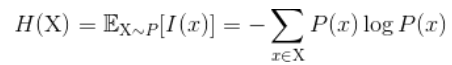 H(X) = 𝔼_{X∼P}[I(x)] = − ∑_{x∈X} P(x) log P(x)